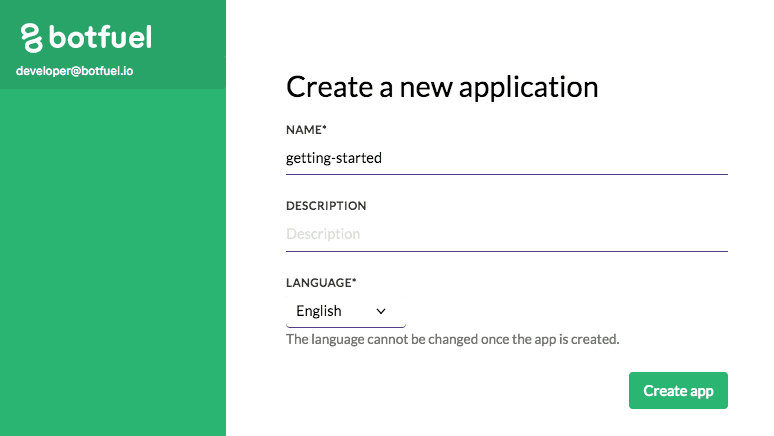 botfuel
developer@botfuel.io
Create a new application
NAME*
getting-started
DESCRIPTION
Description
LANGUAGE*
English
The language cannot be changed once the app is created.
Create app